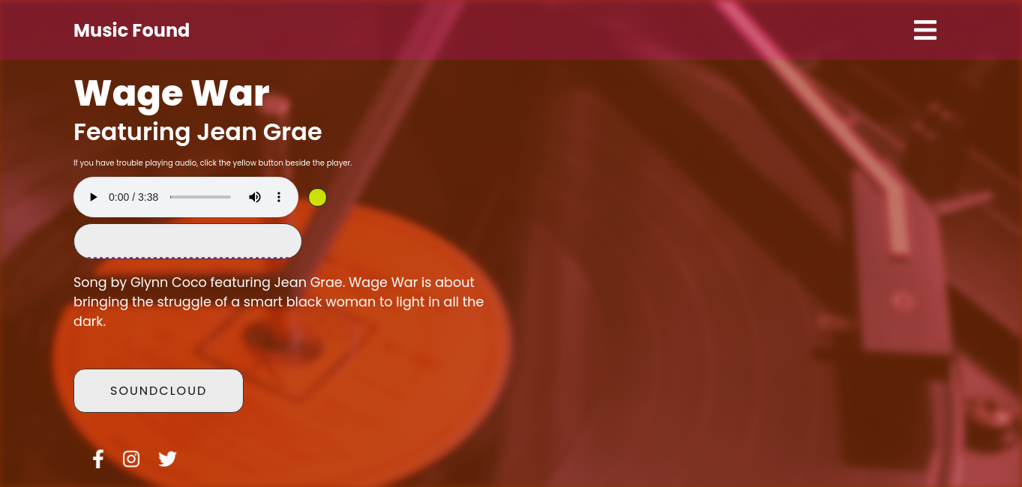 Music Found
Wage War
Featuring Jean Grae
If you have trouble playing audio, click the yellow button beside the player.
0:00 / 3:38
Song by Glynn Coco featuring Jean Grae. Wage War is about
bringing the struggle of a smart black woman to light in all the
dark.
SOUNDCLOUD